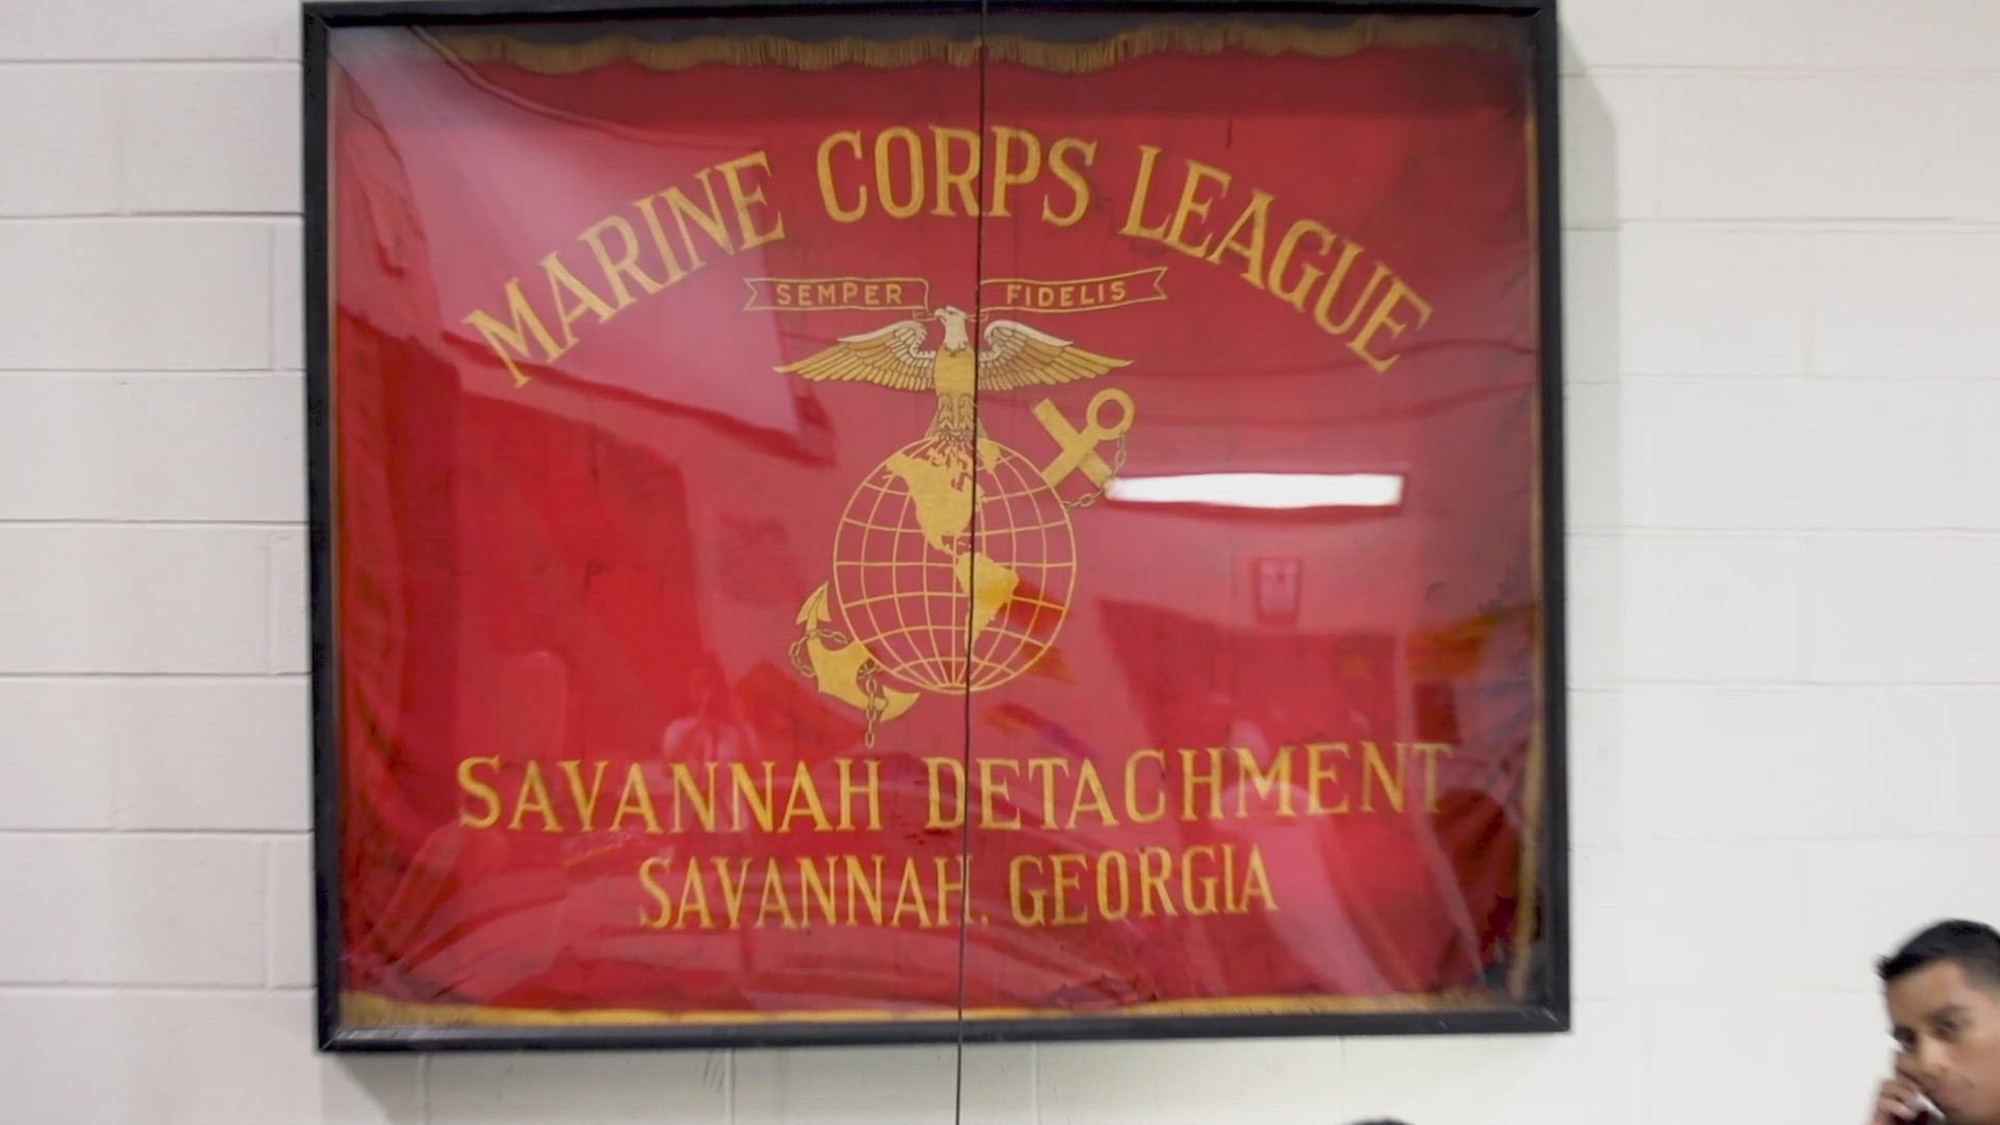 MARINE CORPS LEAGUE
SEMPER FIDELIS
SAVANNAH DETACHMENT
SAVANNAH, GEORGIA